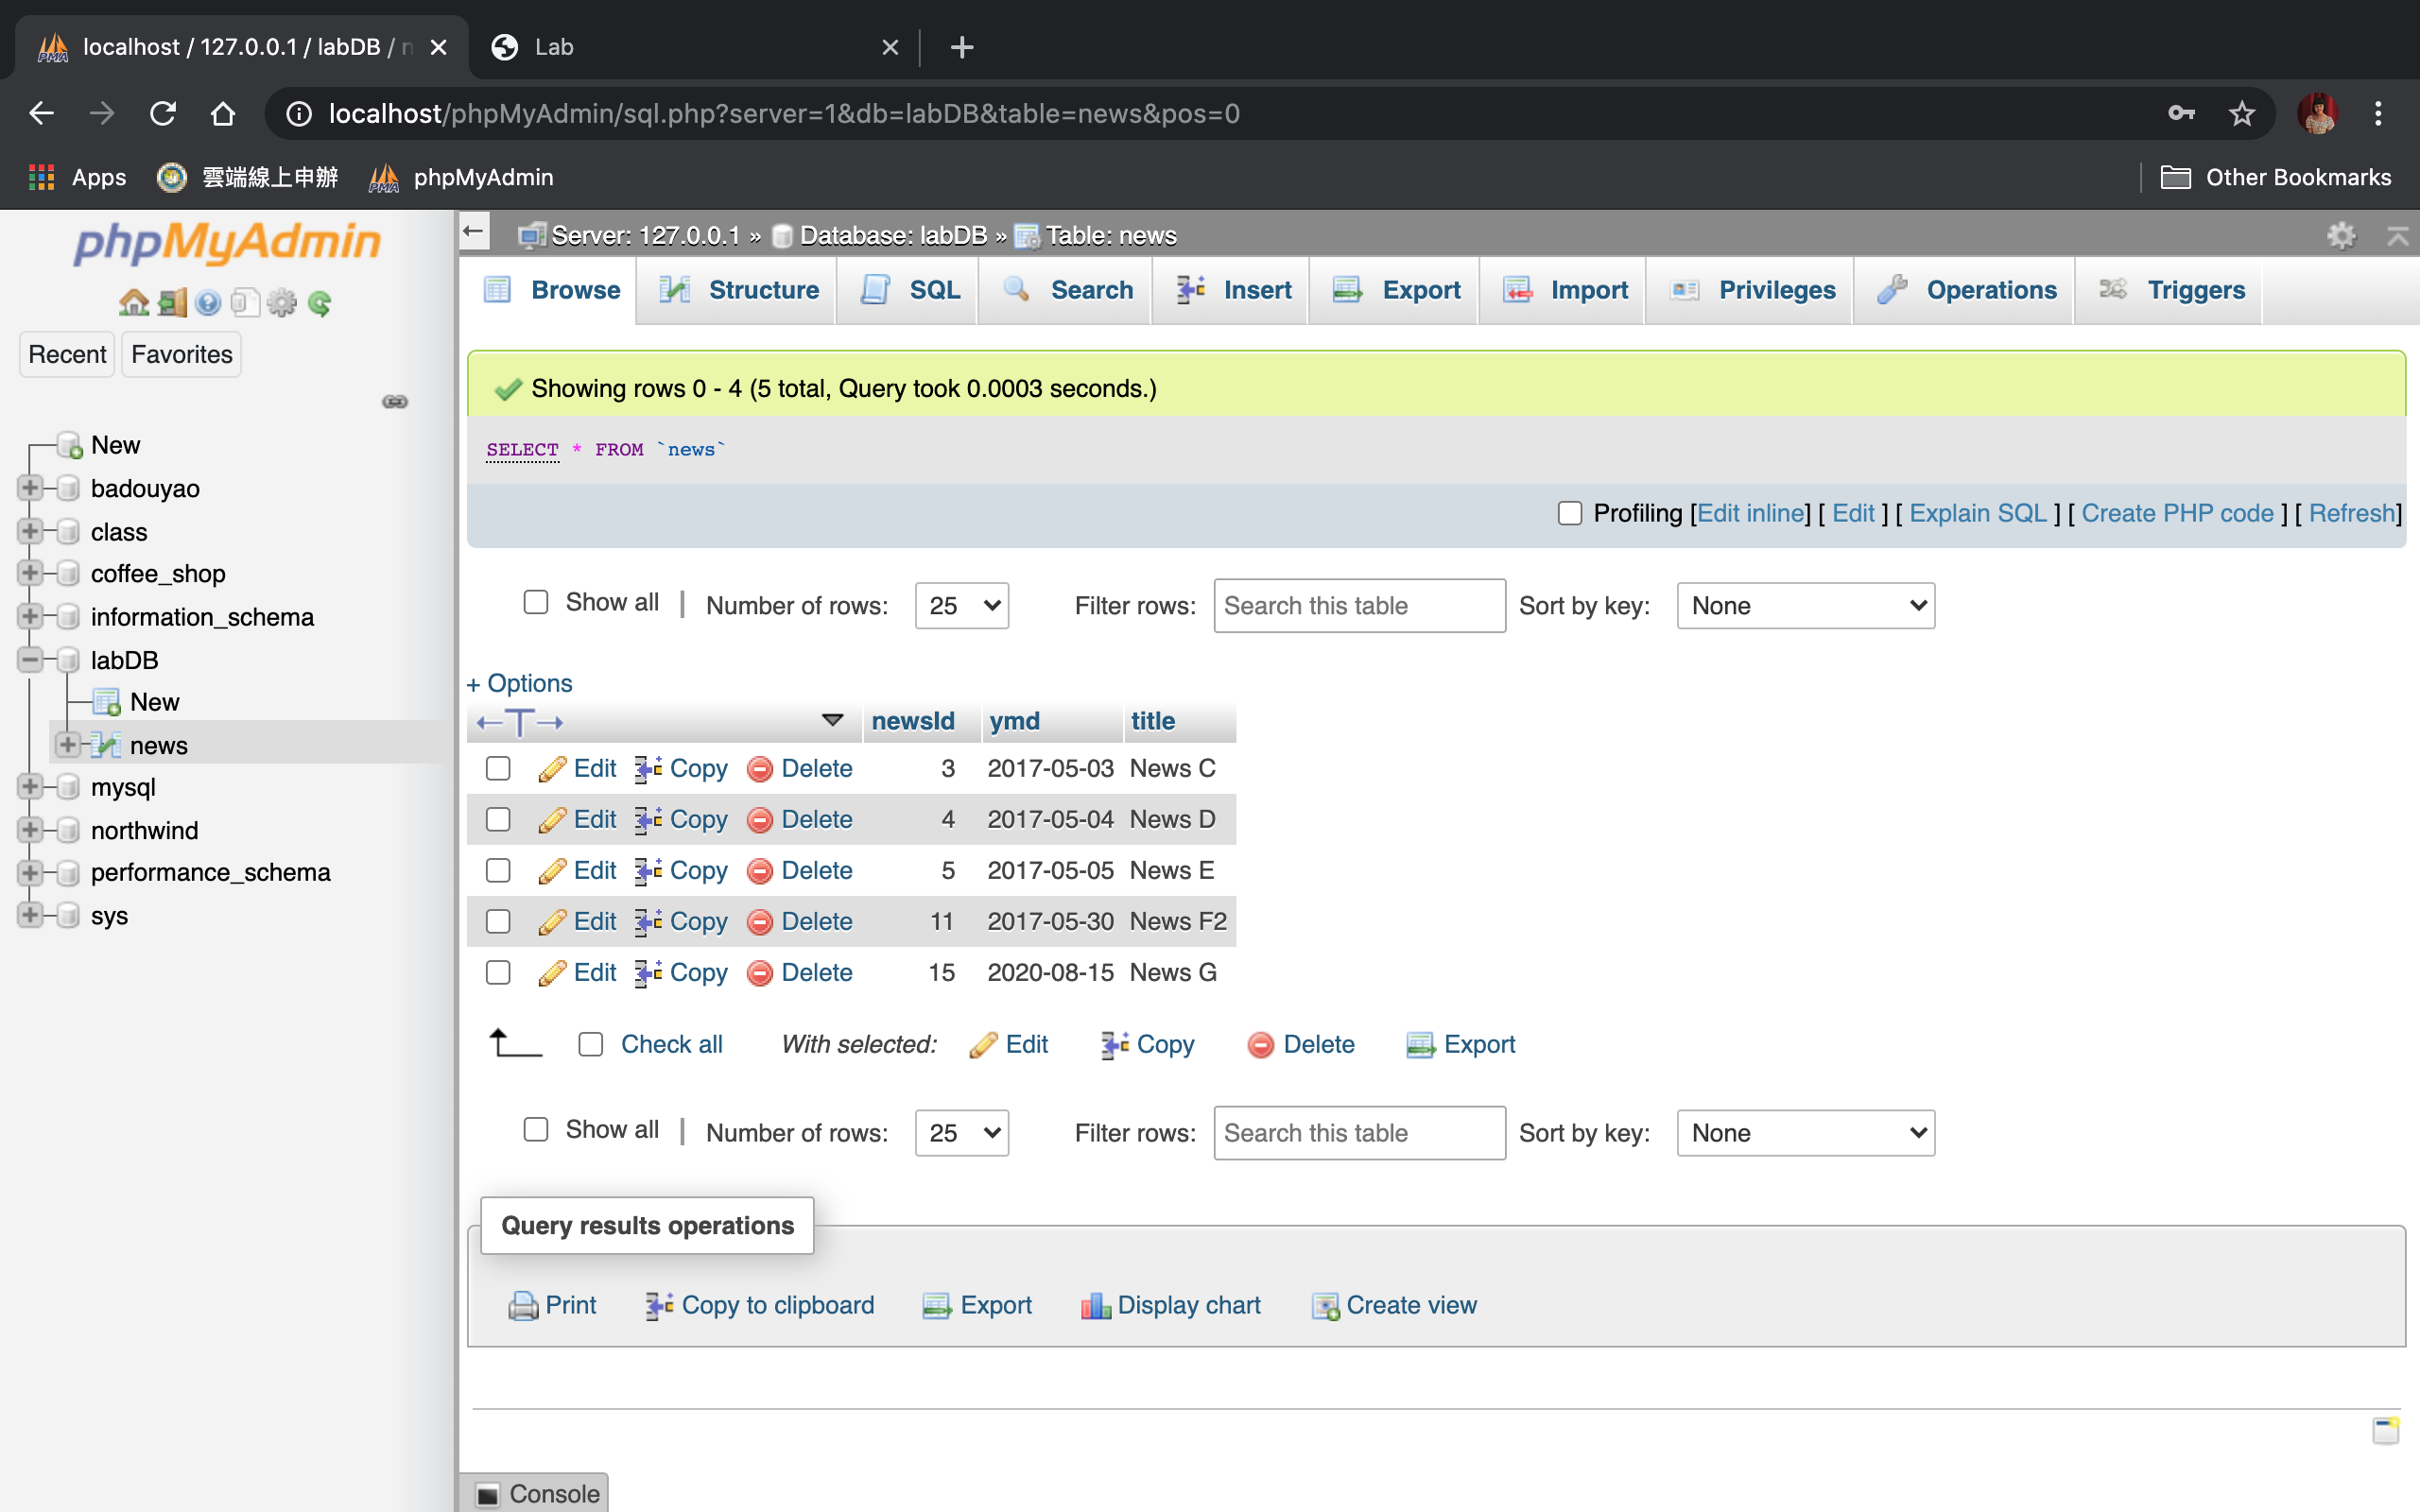 localhost / 127.0.0.1 / labDB / n
Lab
localhost/phpMyAdmin/sql.php?server=1&db=labDB&table=news&pos=0
Apps 雲端線上申辦 phpMyAdmin Other Bookmarks
phpMyAdmin
Recent Favorites
New
badouyao
class
coffee_shop
information_schema
labDB
New
news
mysql
northwind
performance_schema
sys
Server: 127.0.0.1 » Database: labDB » Table: news
Browse Structure SQL Search Insert Export Import Privileges Operations Triggers
Showing rows 0 - 4 (5 total, Query took 0.0003 seconds.)
SELECT * FROM `news`
Profiling [Edit inline] [ Edit ] [ Explain SQL ] [ Create PHP code ] [ Refresh]
Show all | Number of rows: 25 Filter rows: Search this table Sort by key: None
+ Options
←T→ newsId ymd title
Edit Copy Delete 3 2017-05-03 News C
Edit Copy Delete 4 2017-05-04 News D
Edit Copy Delete 5 2017-05-05 News E
Edit Copy Delete 11 2017-05-30 News F2
Edit Copy Delete 15 2020-08-15 News G
Check all With selected: Edit Copy Delete Export
Show all | Number of rows: 25 Filter rows: Search this table Sort by key: None
Query results operations
Print Copy to clipboard Export Display chart Create view
Console